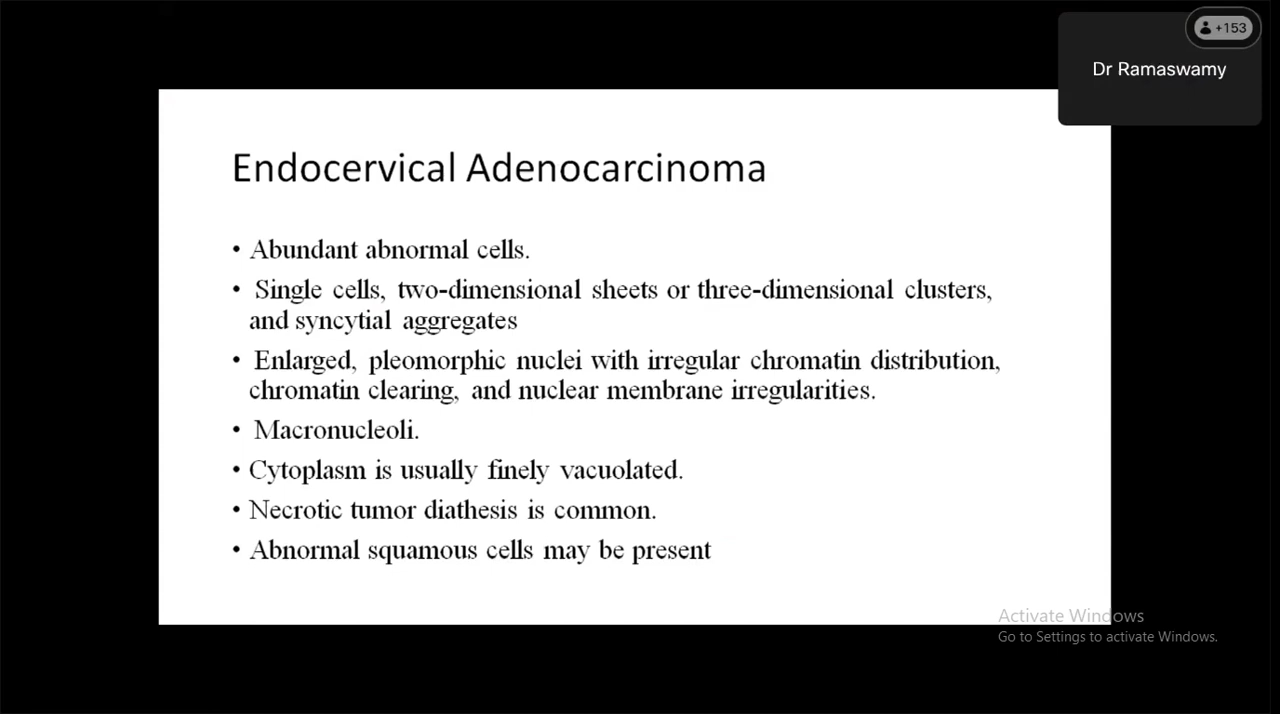 +153
Dr Ramaswamy
Endocervical Adenocarcinoma
• Abundant abnormal cells.
• Single cells, two-dimensional sheets or three-dimensional clusters,
and syncytial aggregates
• Enlarged, pleomorphic nuclei with irregular chromatin distribution,
chromatin clearing, and nuclear membrane irregularities.
• Macronucleoli.
• Cytoplasm is usually finely vacuolated.
• Necrotic tumor diathesis is common.
• Abnormal squamous cells may be present
Activate Windows
Go to Settings to activate Windows.